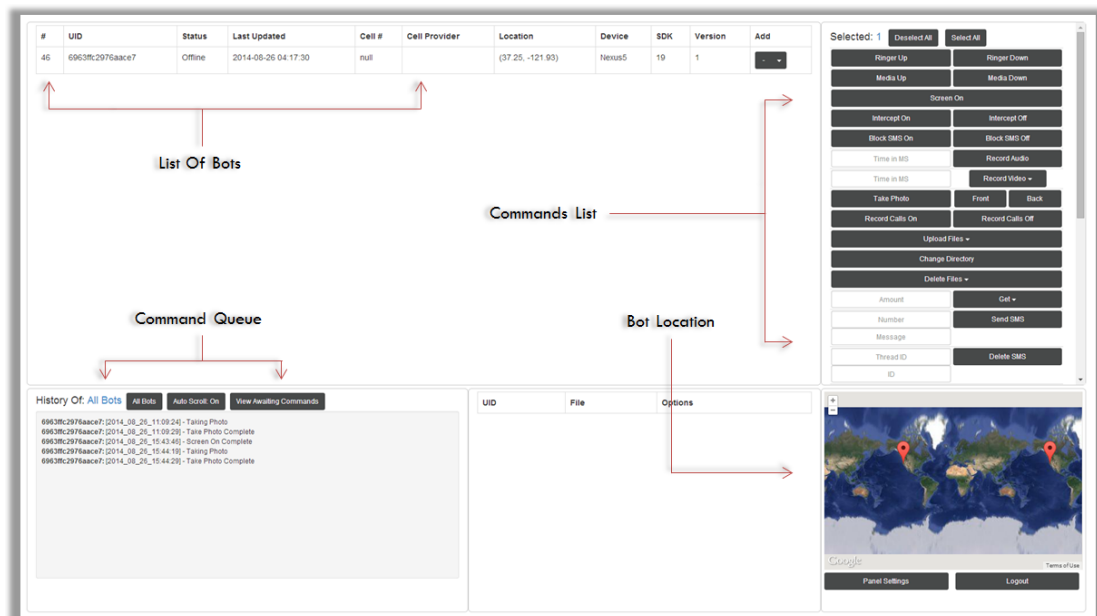 # UID Status Last Updated Cell # Cell Provider Location Device SDK Version Add
46 6963ffc2976aace7 Offline 2014-08-26 04:17:30 null (37.25, -121.93) Nexus5 19 1 -
List Of Bots
Commands List
Command Queue
Bot Location
Selected: 1 Deselect All Select All
Ringer Up Ringer Down
Media Up Media Down
Screen On
Intercept On Intercept Off
Block SMS On Block SMS Off
Time in MS Record Audio
Time in MS Record Video
Take Photo Front Back
Record Calls On Record Calls Off
Upload Files
Change Directory
Delete Files
Amount Get
Number Send SMS
Message
Thread ID Delete SMS
ID
History Of: All Bots All Bots Auto Scroll: On View Awaiting Commands
6963ffc2976aace7: [2014_08_26_11:09:24] - Taking Photo
6963ffc2976aace7: [2014_08_26_11:09:29] - Take Photo Complete
6963ffc2976aace7: [2014_08_26_15:43:46] - Screen On Complete
6963ffc2976aace7: [2014_08_26_15:44:19] - Taking Photo
6963ffc2976aace7: [2014_08_26_15:44:29] - Take Photo Complete
UID File Options
+
-
Google Terms of Use
Panel Settings Logout